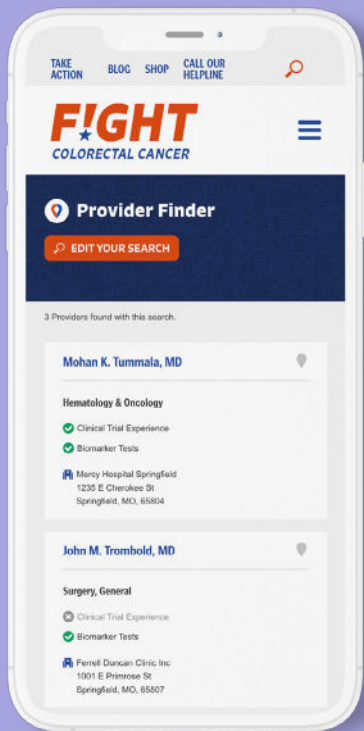 TAKE ACTION
BLOG
SHOP
CALL OUR HELPLINE
F!GHT
COLORECTAL CANCER
Provider Finder
EDIT YOUR SEARCH
3 Providers found with this search.
Mohan K. Tummala, MD
Hematology & Oncology
Clinical Trial Experience
Biomarker Tests
Mercy Hospital Springfield
1235 E Cherokee St
Springfield, MO, 65804
John M. Trombold, MD
Surgery, General
Clinical Trial Experience
Biomarker Tests
Ferrell Duncan Clinic Inc
1001 E Primrose St
Springfield, MO, 65807